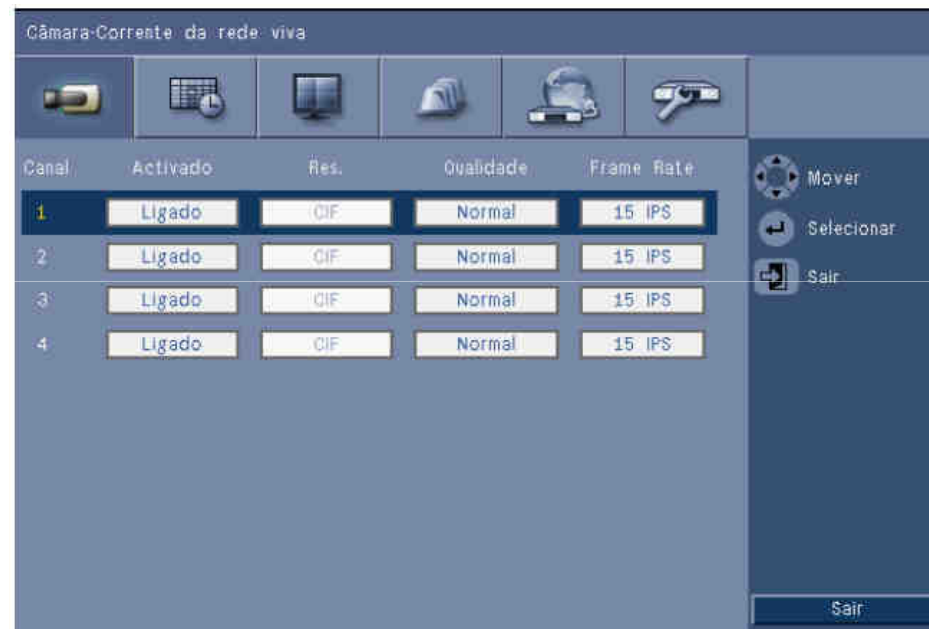 Câmara-Corrente da rede viva
Canal Activado Res. Qualidade Frame Rate
1 Ligado CIF Normal 15 IPS
2 Ligado CIF Normal 15 IPS
3 Ligado CIF Normal 15 IPS
4 Ligado CIF Normal 15 IPS
Mover
Selecionar
Sair
Sair